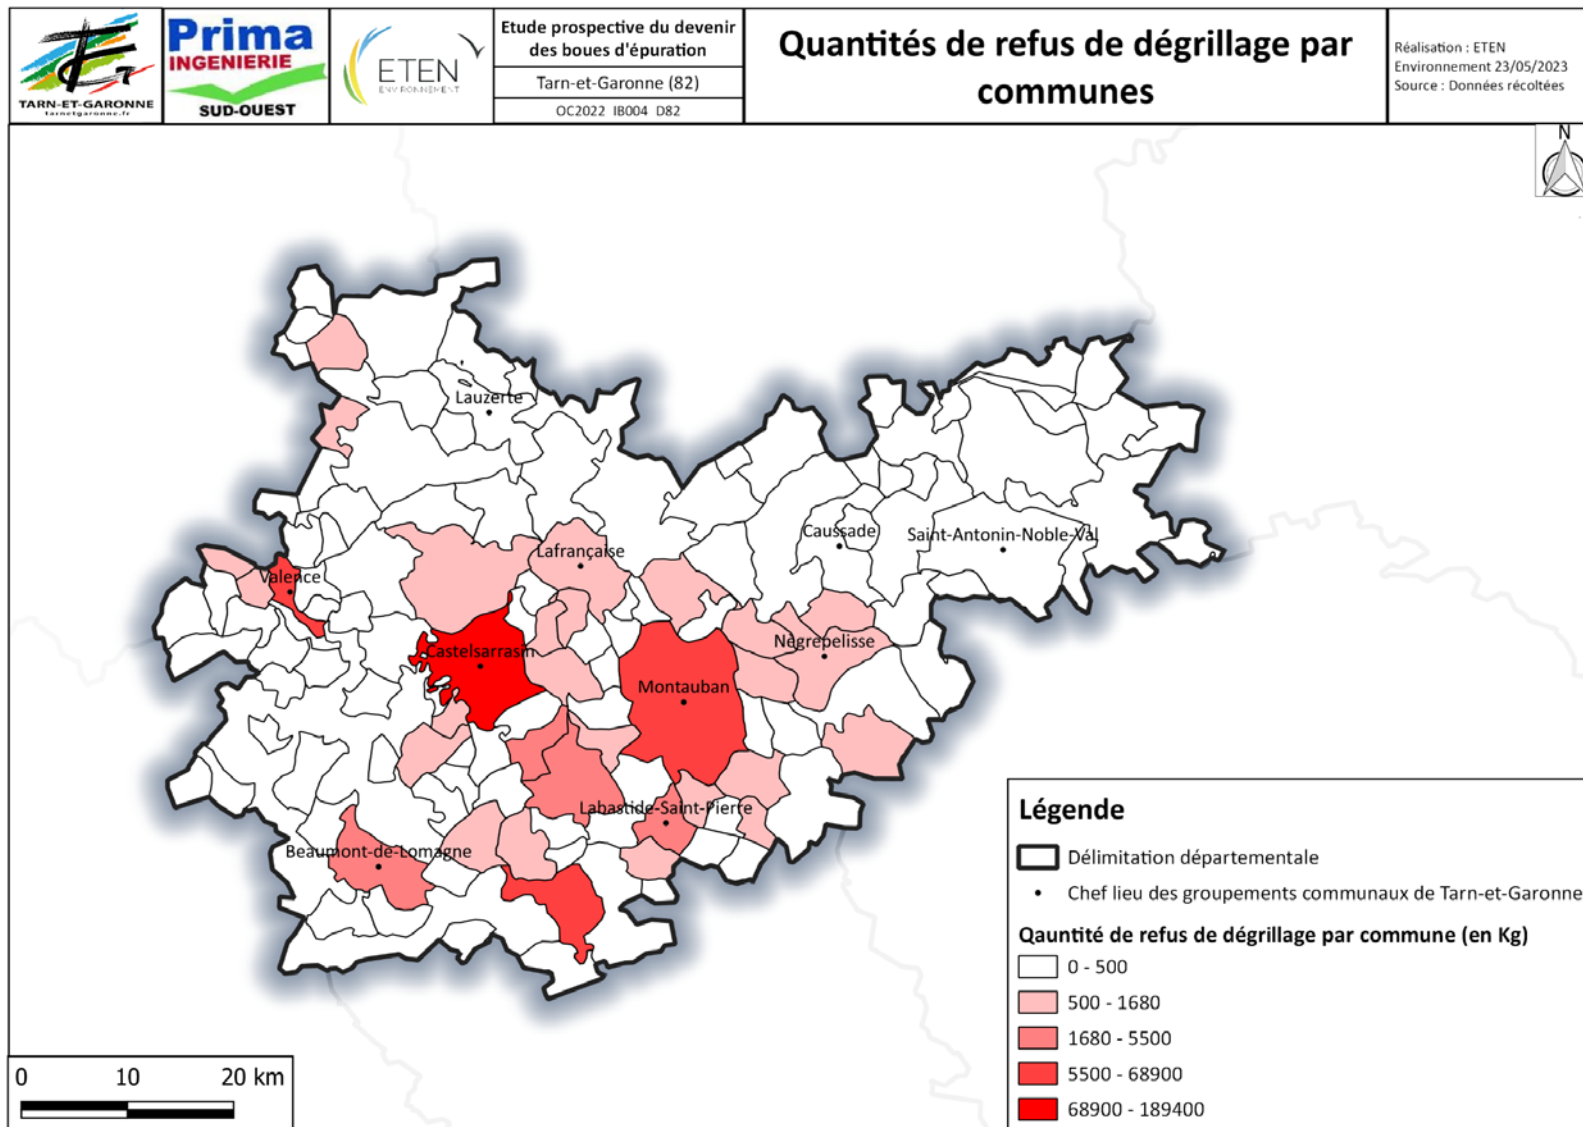 TARN-ET-GARONNE
tarnetgaronne.fr
Prima
INGENIERIE
SUD-OUEST
ETEN
ENVIRONNEMENT
Etude prospective du devenir
des boues d'épuration
Tarn-et-Garonne (82)
OC2022 IB004 D82
Quantités de refus de dégrillage par
communes
Réalisation : ETEN
Environnement 23/05/2023
Source : Données récoltées
N
Lauzerte
Caussade
Saint-Antonin-Noble-Val
Lafrançaise
Valence
Castelsarrasin
Nègrepelisse
Montauban
Labastide-Saint-Pierre
Beaumont-de-Lomagne
Légende
Délimitation départementale
Chef lieu des groupements communaux de Tarn-et-Garonne
Qauntité de refus de dégrillage par commune (en Kg)
0 - 500
500 - 1680
1680 - 5500
5500 - 68900
68900 - 189400
0 10 20 km